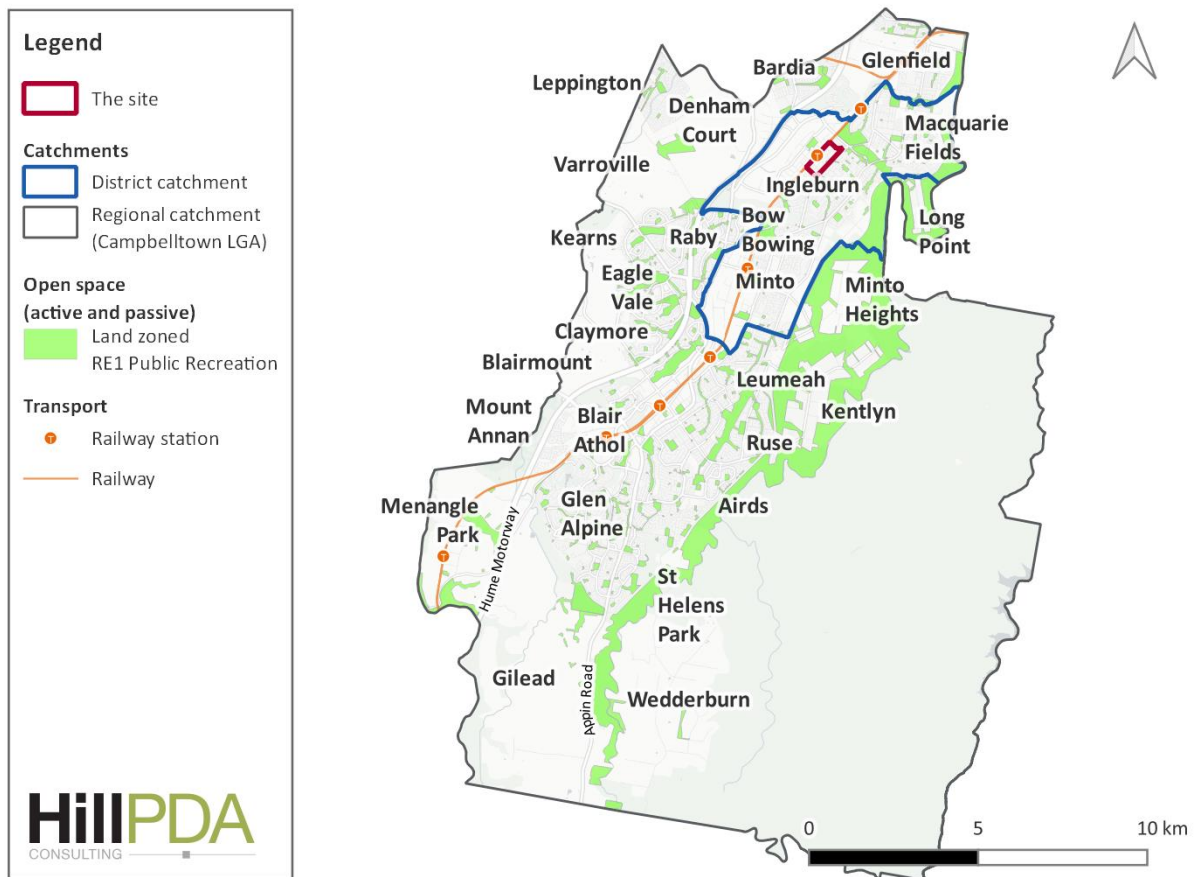 Legend
The site
Catchments
District catchment
Regional catchment
(Campbelltown LGA)
Open space
(active and passive)
Land zoned
RE1 Public Recreation
Transport
T
Railway station
Railway
HillPDA
CONSULTING
Glenfield
Bardia
Leppington
Denham
Court
T
Macquarie
Fields
Varroville
T
Ingleburn
Bow
Bowing
Long
Point
Kearns
Raby
Eagle
Vale
T
Minto
Minto
Heights
Claymore
Blairmount
T
Leumeah
Mount
Annan
Blair
Athol
T
T
Kentlyn
Ruse
Menangle
Park
Glen
Alpine
Airds
Hume Motorway
T
St
Helens
Park
Gilead
Appin Road
Wedderburn
0
5
10 km